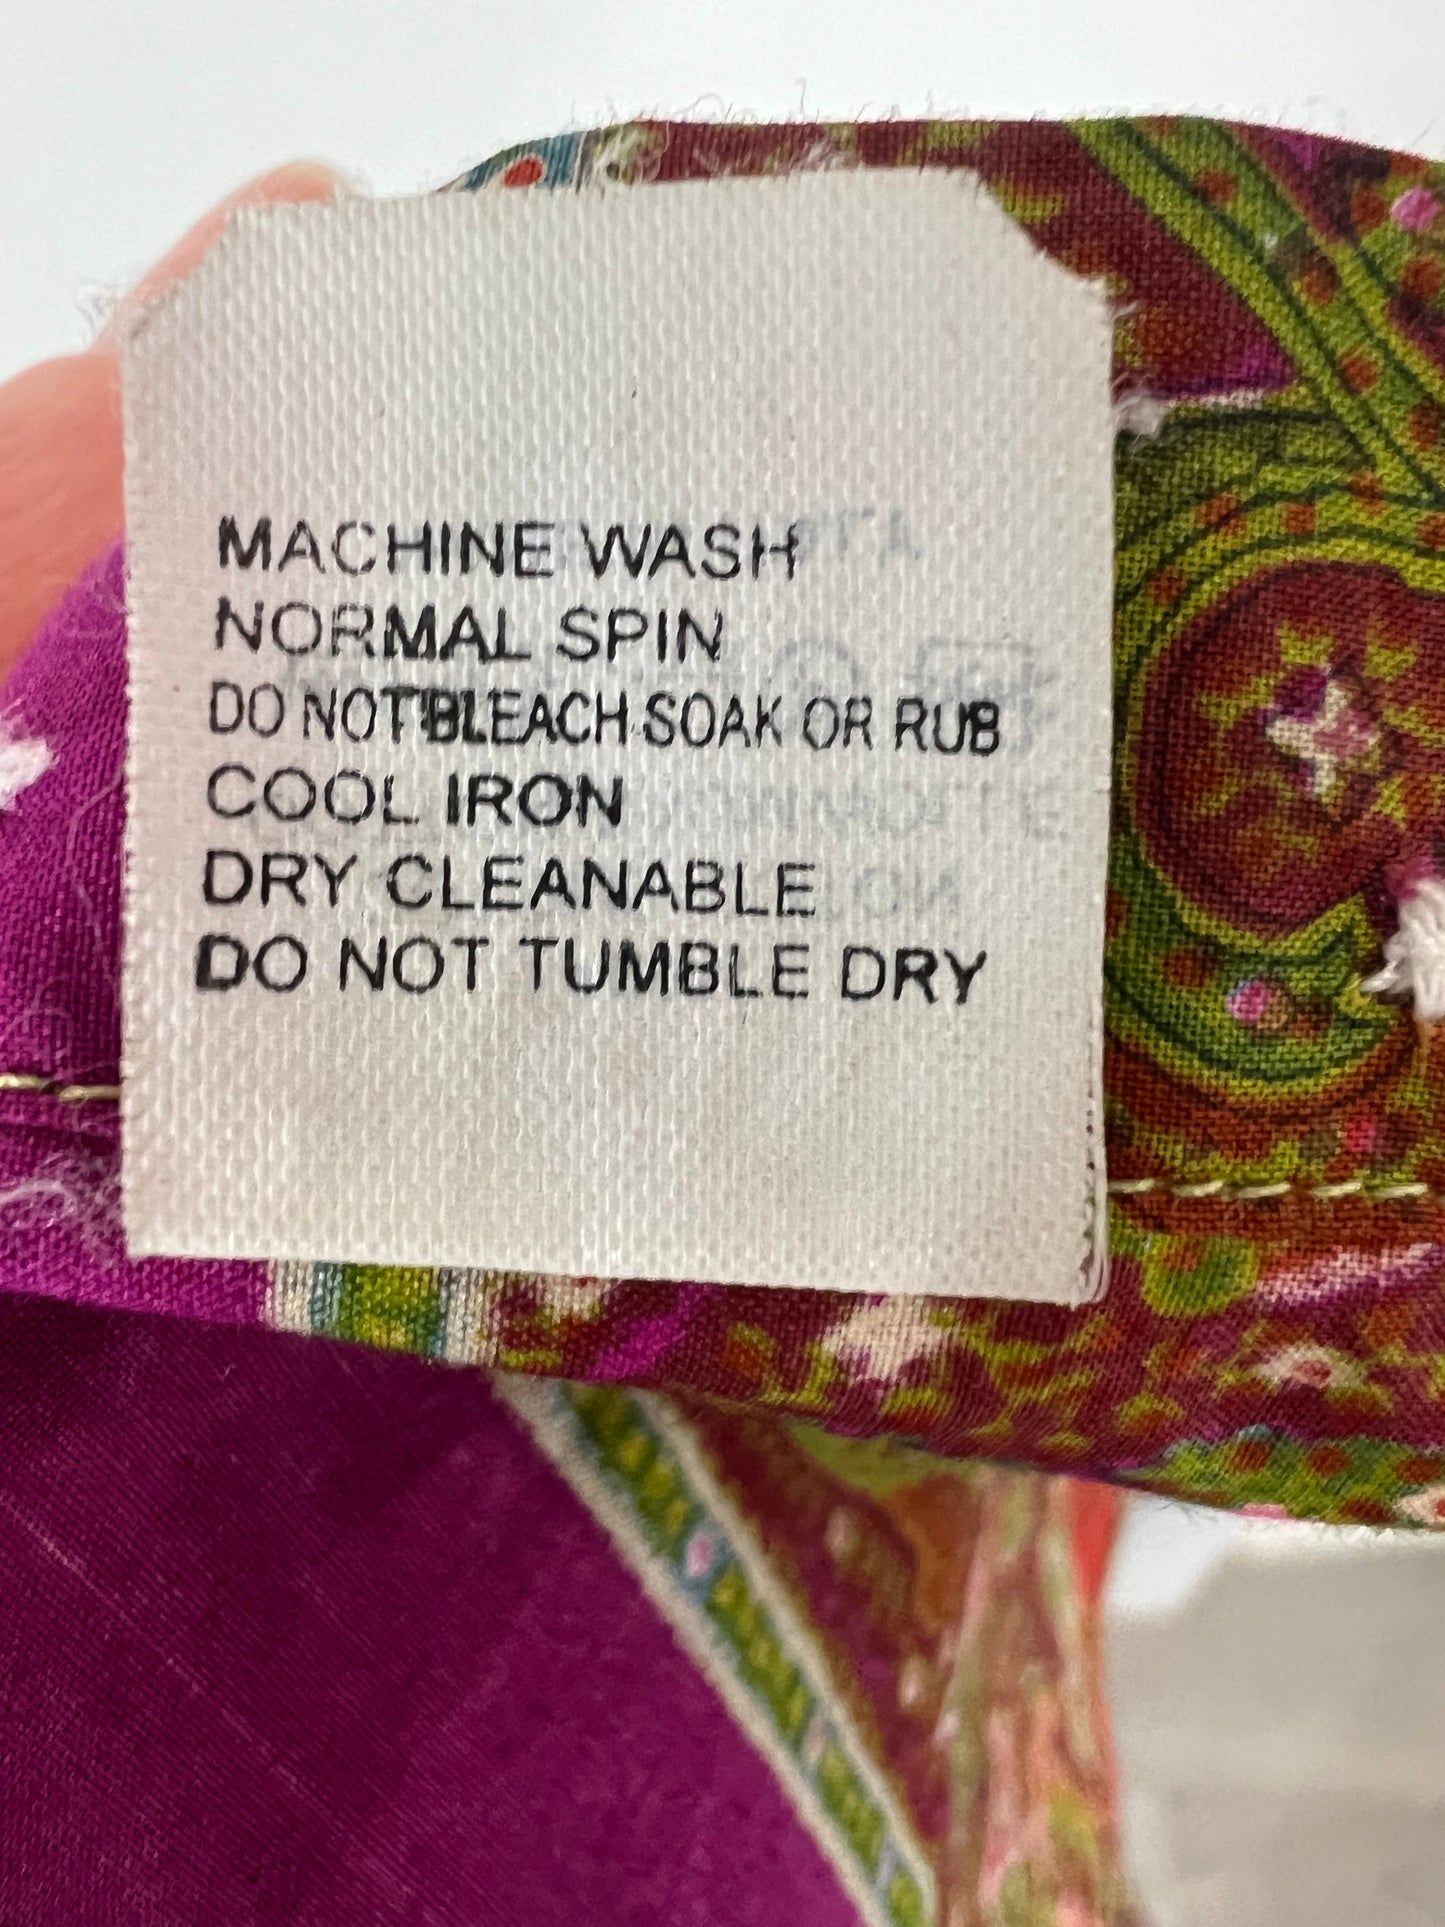 MACHINE WASH
NORMAL SPIN
DO NOT BLEACH SOAK OR RUB
COOL IRON
DRY CLEANABLE
DO NOT TUMBLE DRY